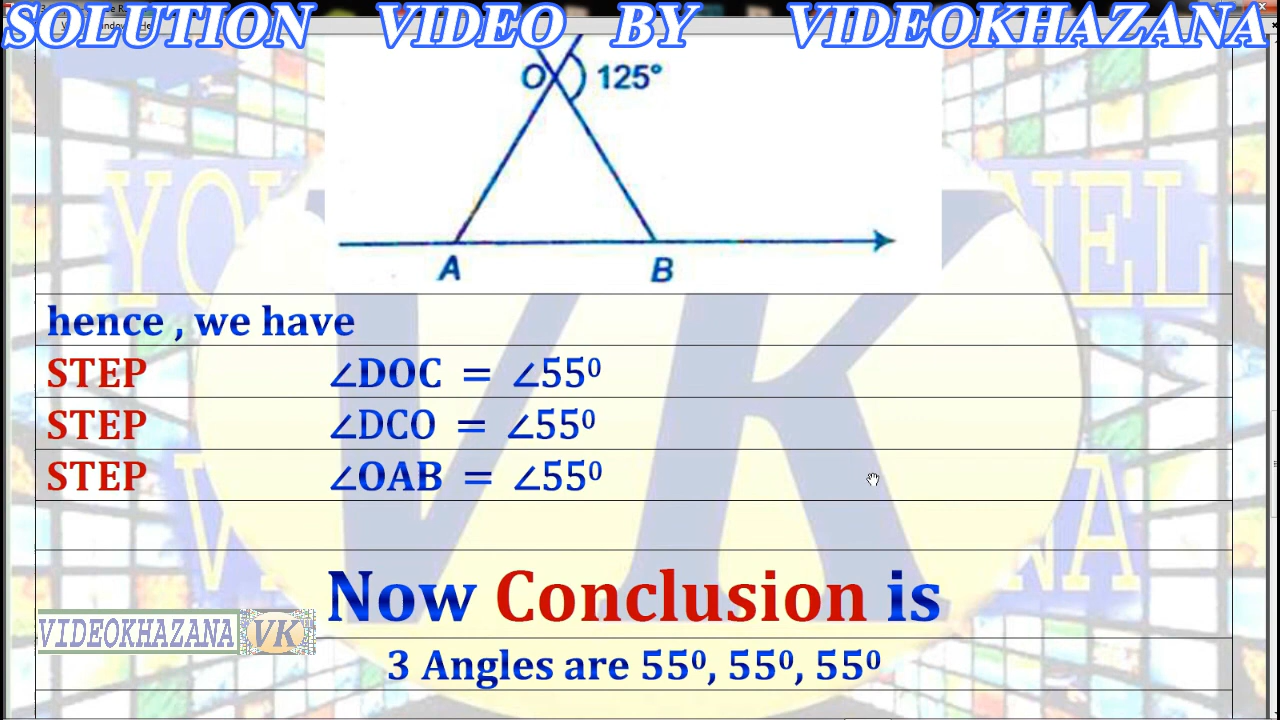 SOLUTION VIDEO BY VIDEOKHAZANA
O 125°
A B
hence , we have
STEP ∠DOC = ∠55⁰
STEP ∠DCO = ∠55⁰
STEP ∠OAB = ∠55⁰
Now Conclusion is
VIDEOKHAZANA VK
3 Angles are 55⁰, 55⁰, 55⁰
VK